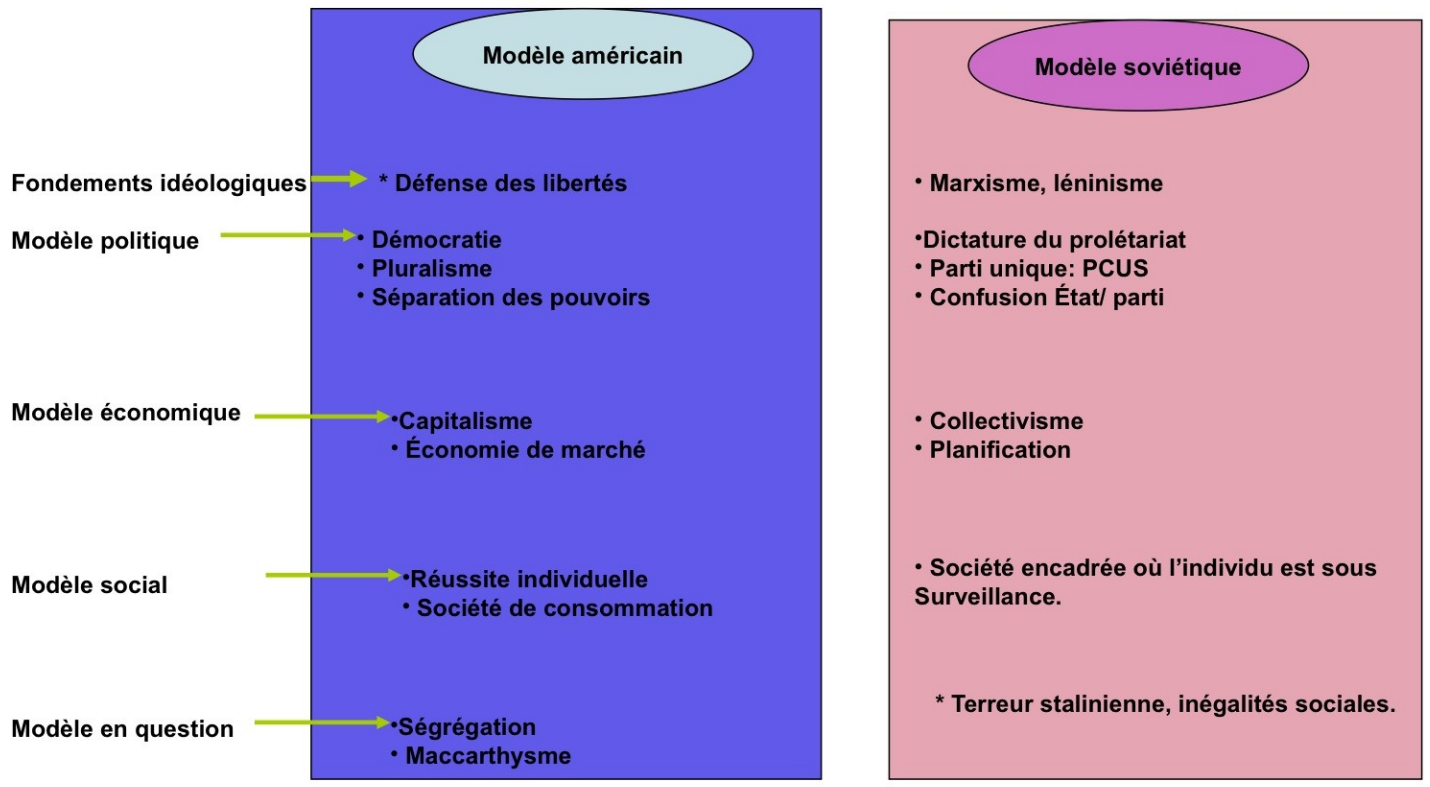 Modèle américain
Modèle soviétique
Fondements idéologiques
* Défense des libertés
• Marxisme, léninisme
Modèle politique
• Démocratie
• Pluralisme
• Séparation des pouvoirs
•Dictature du prolétariat
• Parti unique: PCUS
• Confusion État/ parti
Modèle économique
•Capitalisme
• Économie de marché
• Collectivisme
• Planification
Modèle social
•Réussite individuelle
• Société de consommation
• Société encadrée où l’individu est sous
Surveillance.
Modèle en question
•Ségrégation
• Maccarthysme
* Terreur stalinienne, inégalités sociales.